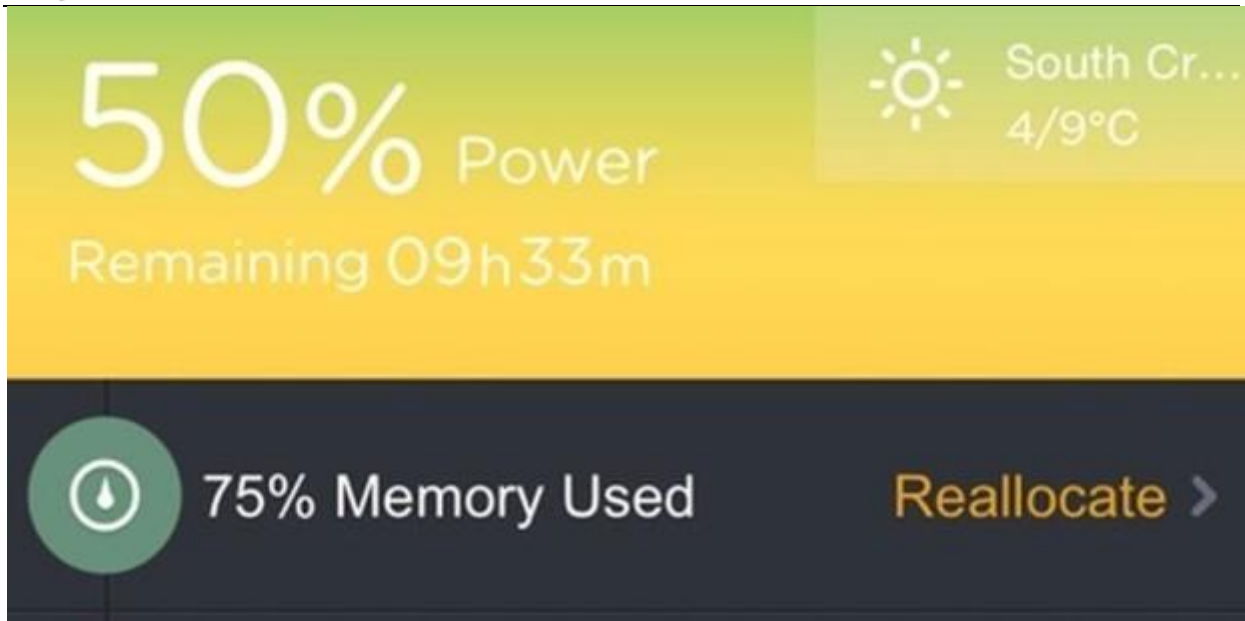 50% Power
Remaining 09h33m
South Cr...
4/9°C
75% Memory Used
Reallocate >